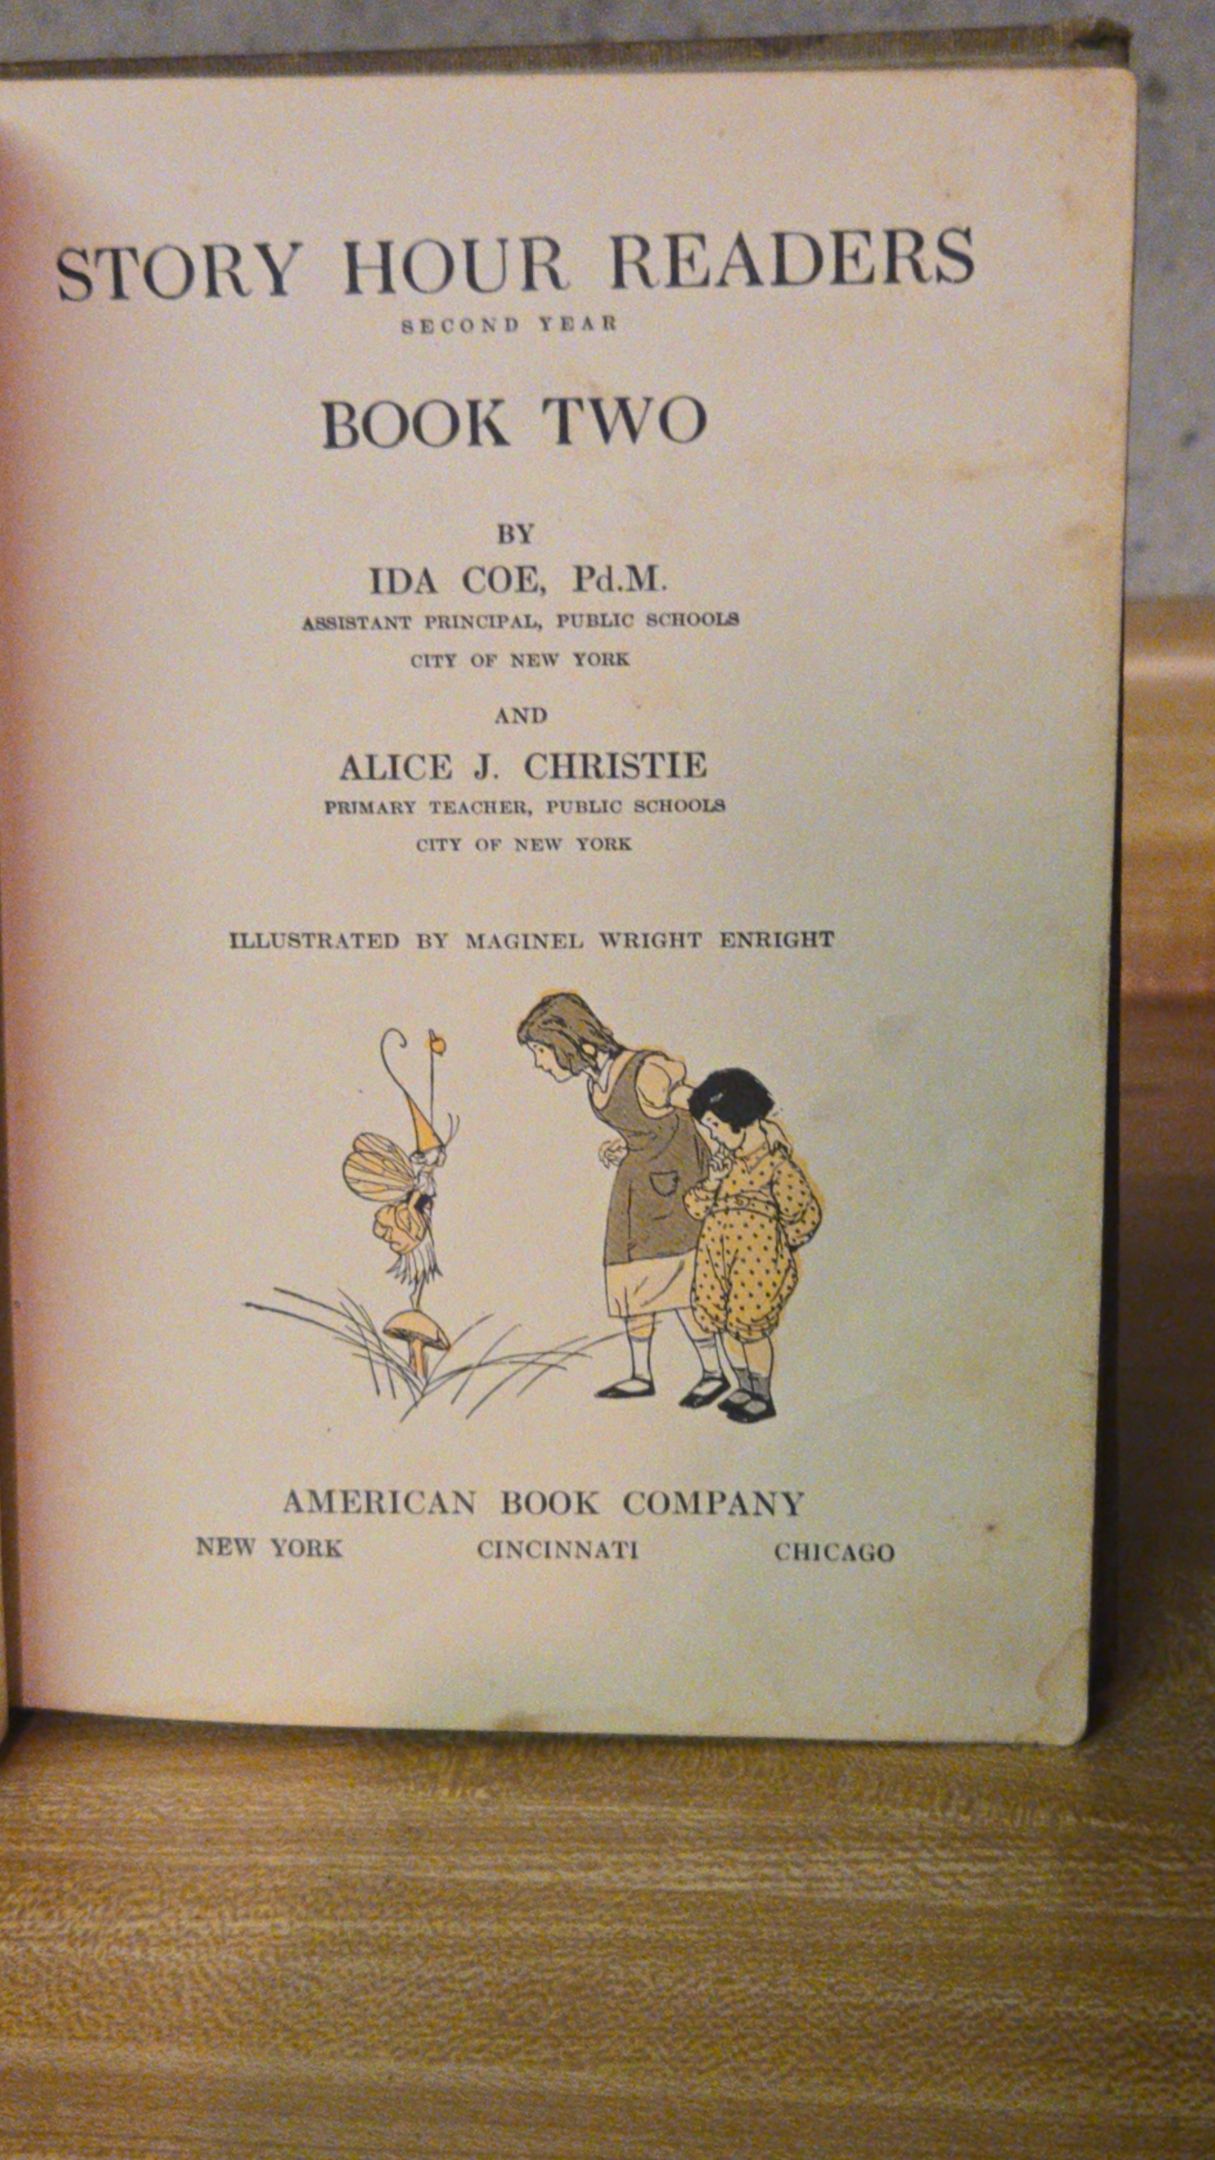 STORY HOUR READERS
SECOND YEAR
BOOK TWO
BY
IDA COE, Pd.M.
ASSISTANT PRINCIPAL, PUBLIC SCHOOLS
CITY OF NEW YORK
AND
ALICE J. CHRISTIE
PRIMARY TEACHER, PUBLIC SCHOOLS
CITY OF NEW YORK
ILLUSTRATED BY MAGINEL WRIGHT ENRIGHT
AMERICAN BOOK COMPANY
NEW YORK CINCINNATI CHICAGO